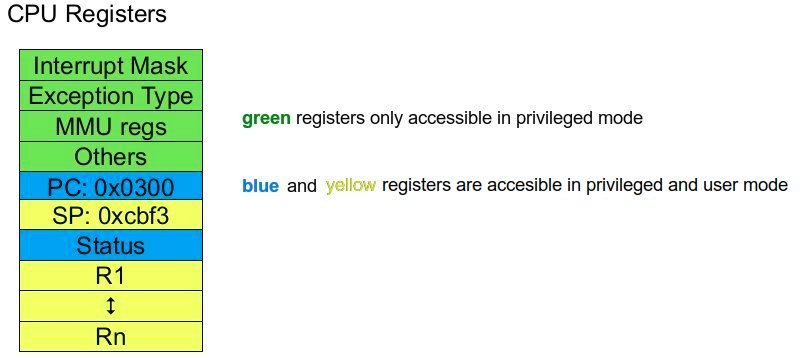 CPU Registers
Interrupt Mask
Exception Type
MMU regs
green registers only accessible in privileged mode
Others
PC: 0x0300
blue and yellow registers are accesible in privileged and user mode
SP: 0xcbf3
Status
R1
↕
Rn